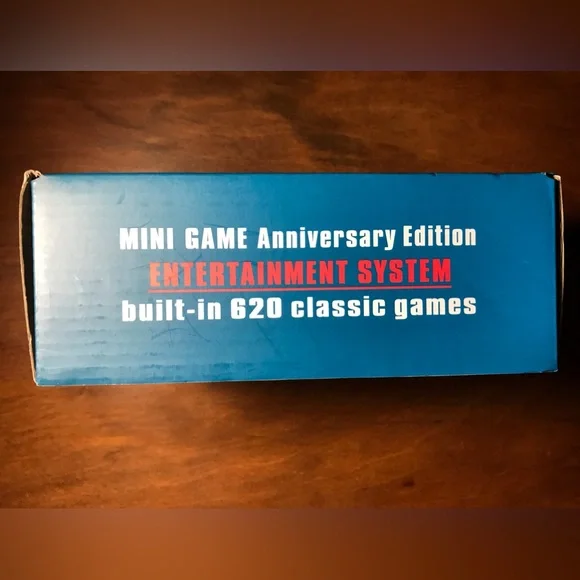 MINI GAME Anniversary Edition
ENTERTAINMENT SYSTEM
built-in 620 classic games